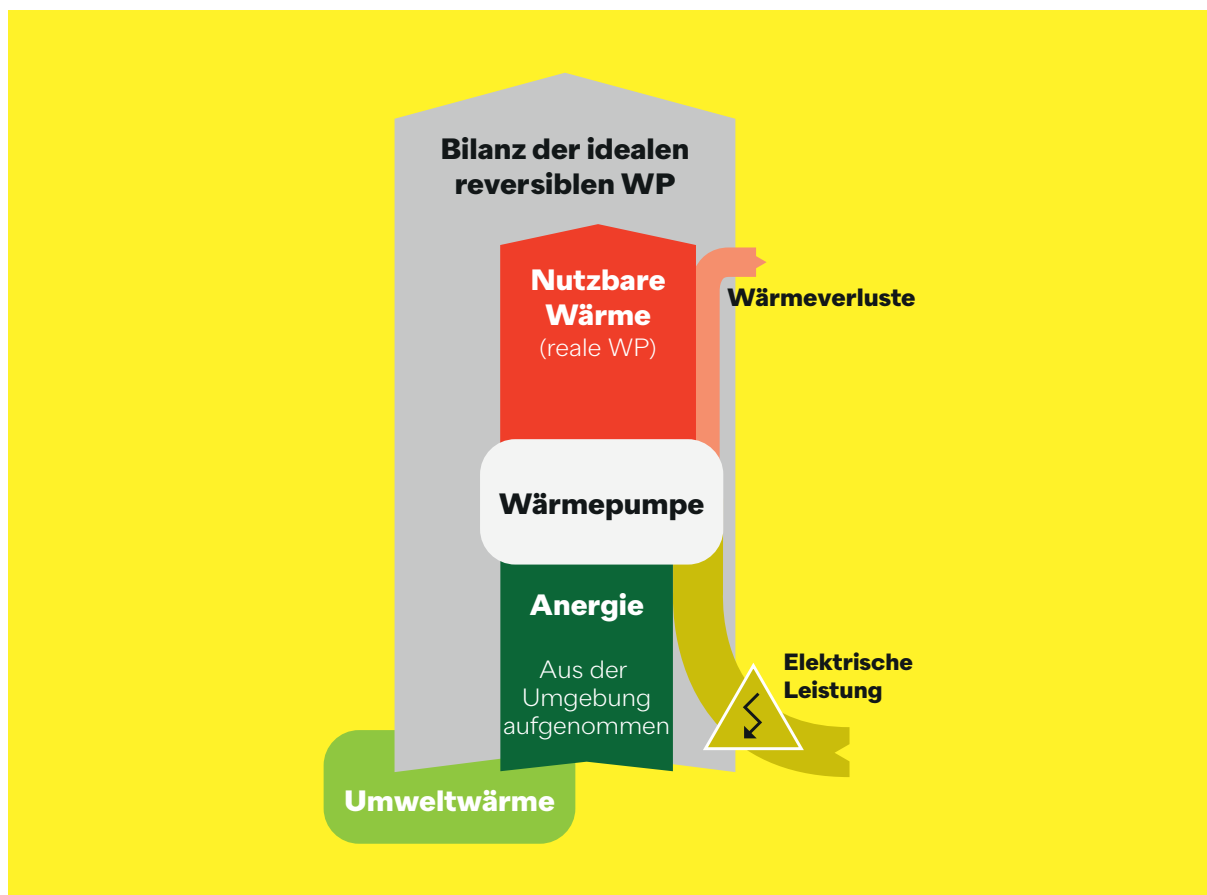 Bilanz der idealen
reversiblen WP
Nutzbare
Wärme
(reale WP)
Wärmeverluste
Wärmepumpe
Anergie
Aus der
Umgebung
aufgenommen
Elektrische
Leistung
Umweltwärme